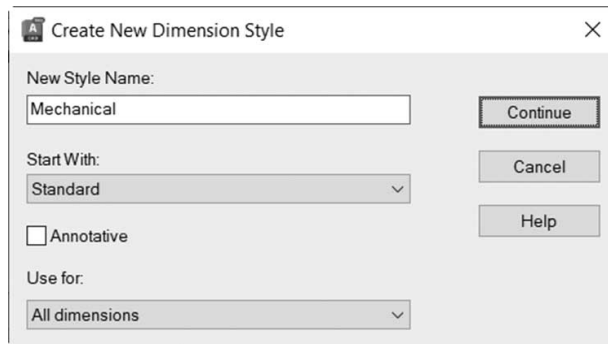 Create New Dimension Style
New Style Name:
Mechanical
Continue
Start With:
Standard
Cancel
Annotative
Help
Use for:
All dimensions